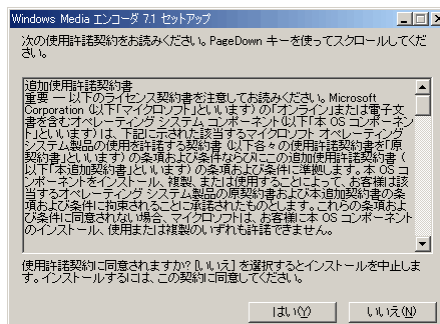 Windows Media エンコーダ 7.1 セットアップ
次の使用許諾契約をお読みください。PageDown キーを使ってスクロールしてくだ
さい。
追加使用許諾契約書
重要 ― 以下のライセンス契約書を注意してお読みください。Microsoft
Corporation (以下「マイクロソフト」といいます) の「オンライン」または電子文
書を含むオペレーティング システム コンポーネント (以下「本 OS コンポーネン
ト」といいます) は、下記に示された該当するマイクロソフト オペレーティング
システム製品の使用を許諾する契約書 (以下各々の使用許諾契約書を「原
契約書」といいます) の条項および条件ならびにこの追加使用許諾契約書 (
以下「本追加契約書」といいます) の条項および条件に準拠します。本 OS コ
ンポーネントをインストール、複製、または使用することによって、お客様は該
当するオペレーティング システム製品の原契約書および本追加契約書の条
項および条件に拘束されることに承諾されたものとします。これらの条項およ
び条件に同意されない場合、マイクロソフトは、お客様に本 OS コンポーネント
のインストール、使用または複製のいずれも許諾できません。
使用許諾契約に同意されますか? [いいえ] を選択するとインストールを中止しま
す。インストールするには、この契約に同意してください。
はい(Y) いいえ(N)